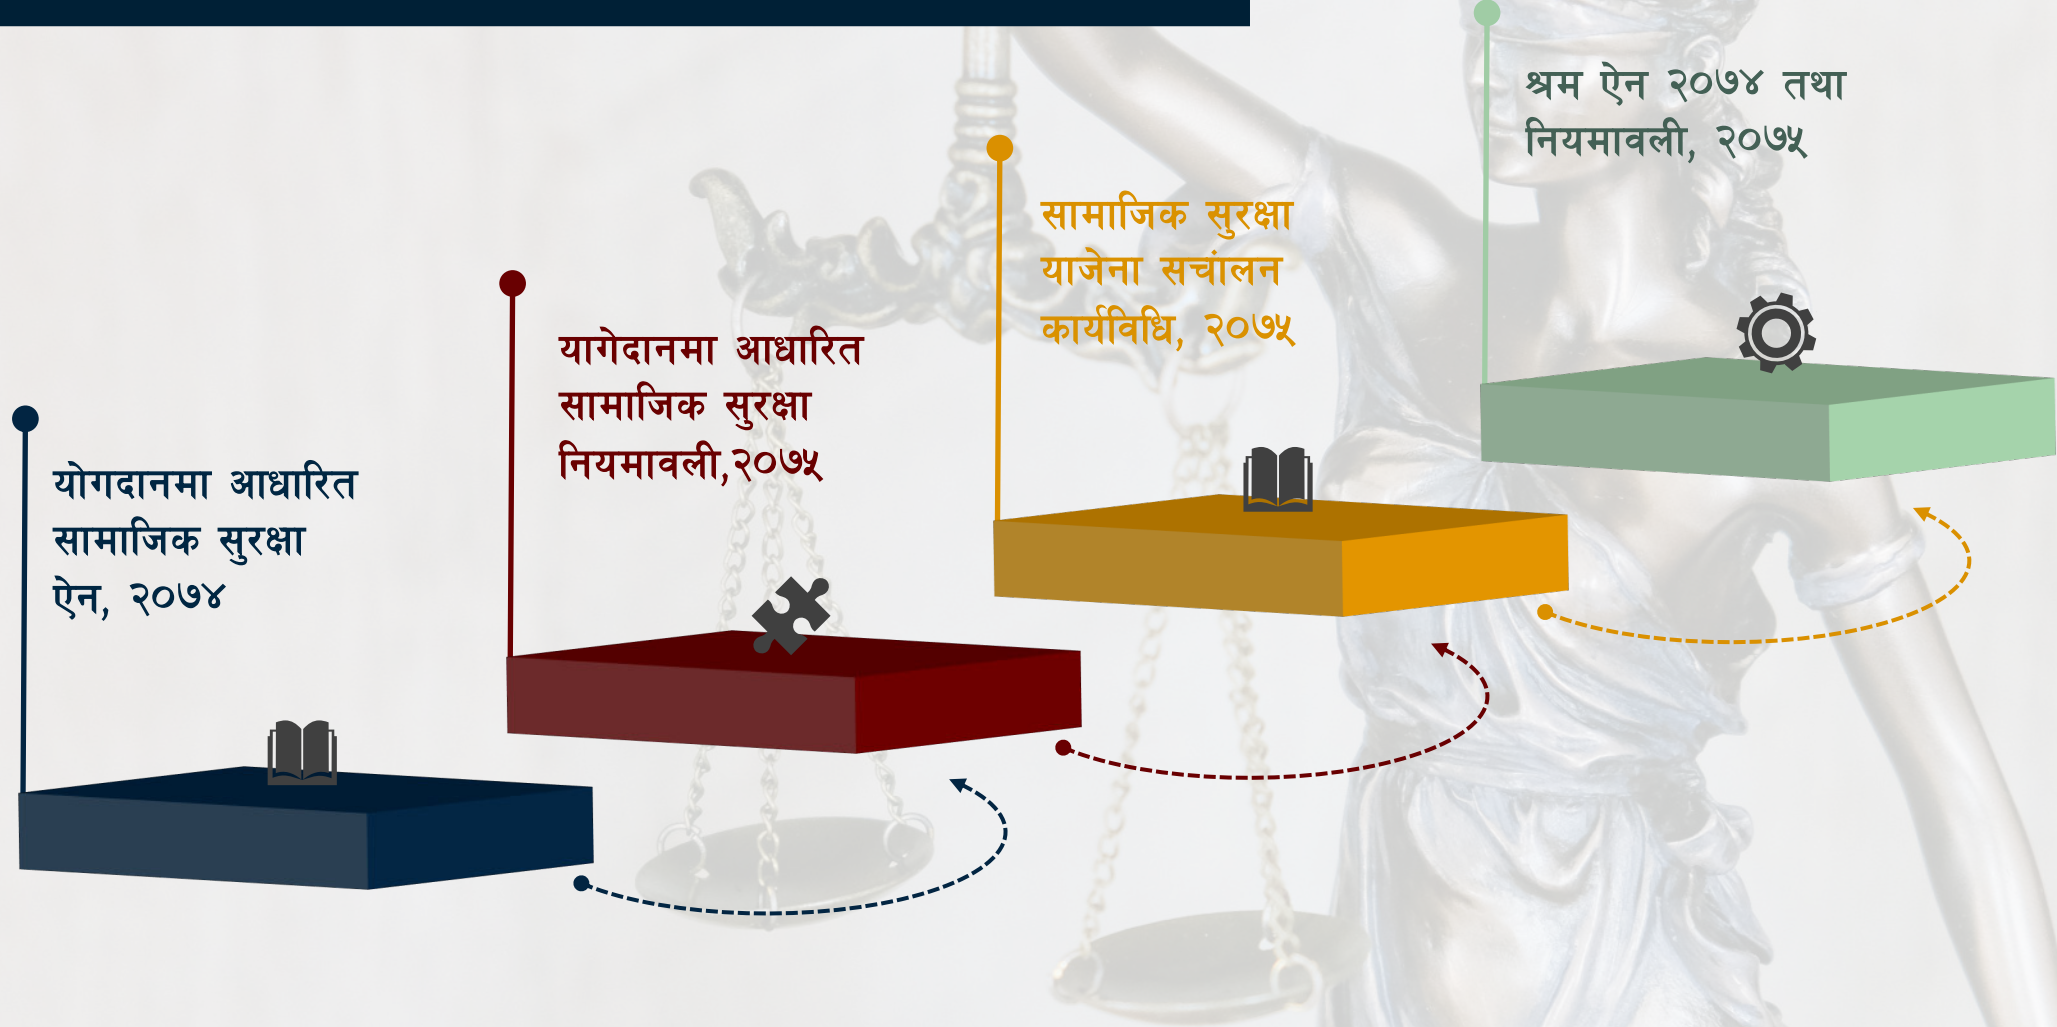 योगदानमा आधारित
सामाजिक सुरक्षा
ऐन, २०७४
यागेदानमा आधारित
सामाजिक सुरक्षा
नियमावली,२०७५
सामाजिक सुरक्षा
याजेना सचांलन
कार्यविधि, २०७५
श्रम ऐन २०७४ तथा
नियमावली, २०७५